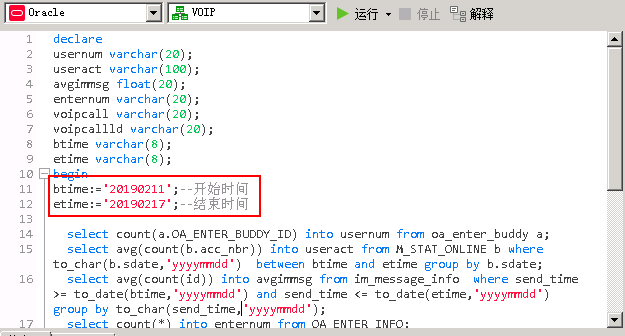 Oracle VOIP 运行 停止 解释
1 declare
2 usernum varchar(20);
3 useract varchar(100);
4 avgimmsg float(20);
5 enternum varchar(20);
6 voipcall varchar(20);
7 voipcallld varchar(20);
8 btime varchar(8);
9 etime varchar(8);
10 begin
11 btime:='20190211';--开始时间
12 etime:='20190217';--结束时间
13
14 select count(a.OA_ENTER_BUDDY_ID) into usernum from oa_enter_buddy a;
15 select avg(count(b.acc_nbr)) into useract from M_STAT_ONLINE b where
to_char(b.sdate,'yyyymmdd') between btime and etime group by b.sdate;
16 select avg(count(id)) into avgimmsg from im_message_info where send_time
>= to_date(btime,'yyyymmdd') and send_time <= to_date(etime,'yyyymmdd')
group by to_char(send_time,'yyyymmdd');
17 select count(*) into enternum from OA_ENTER_INFO;